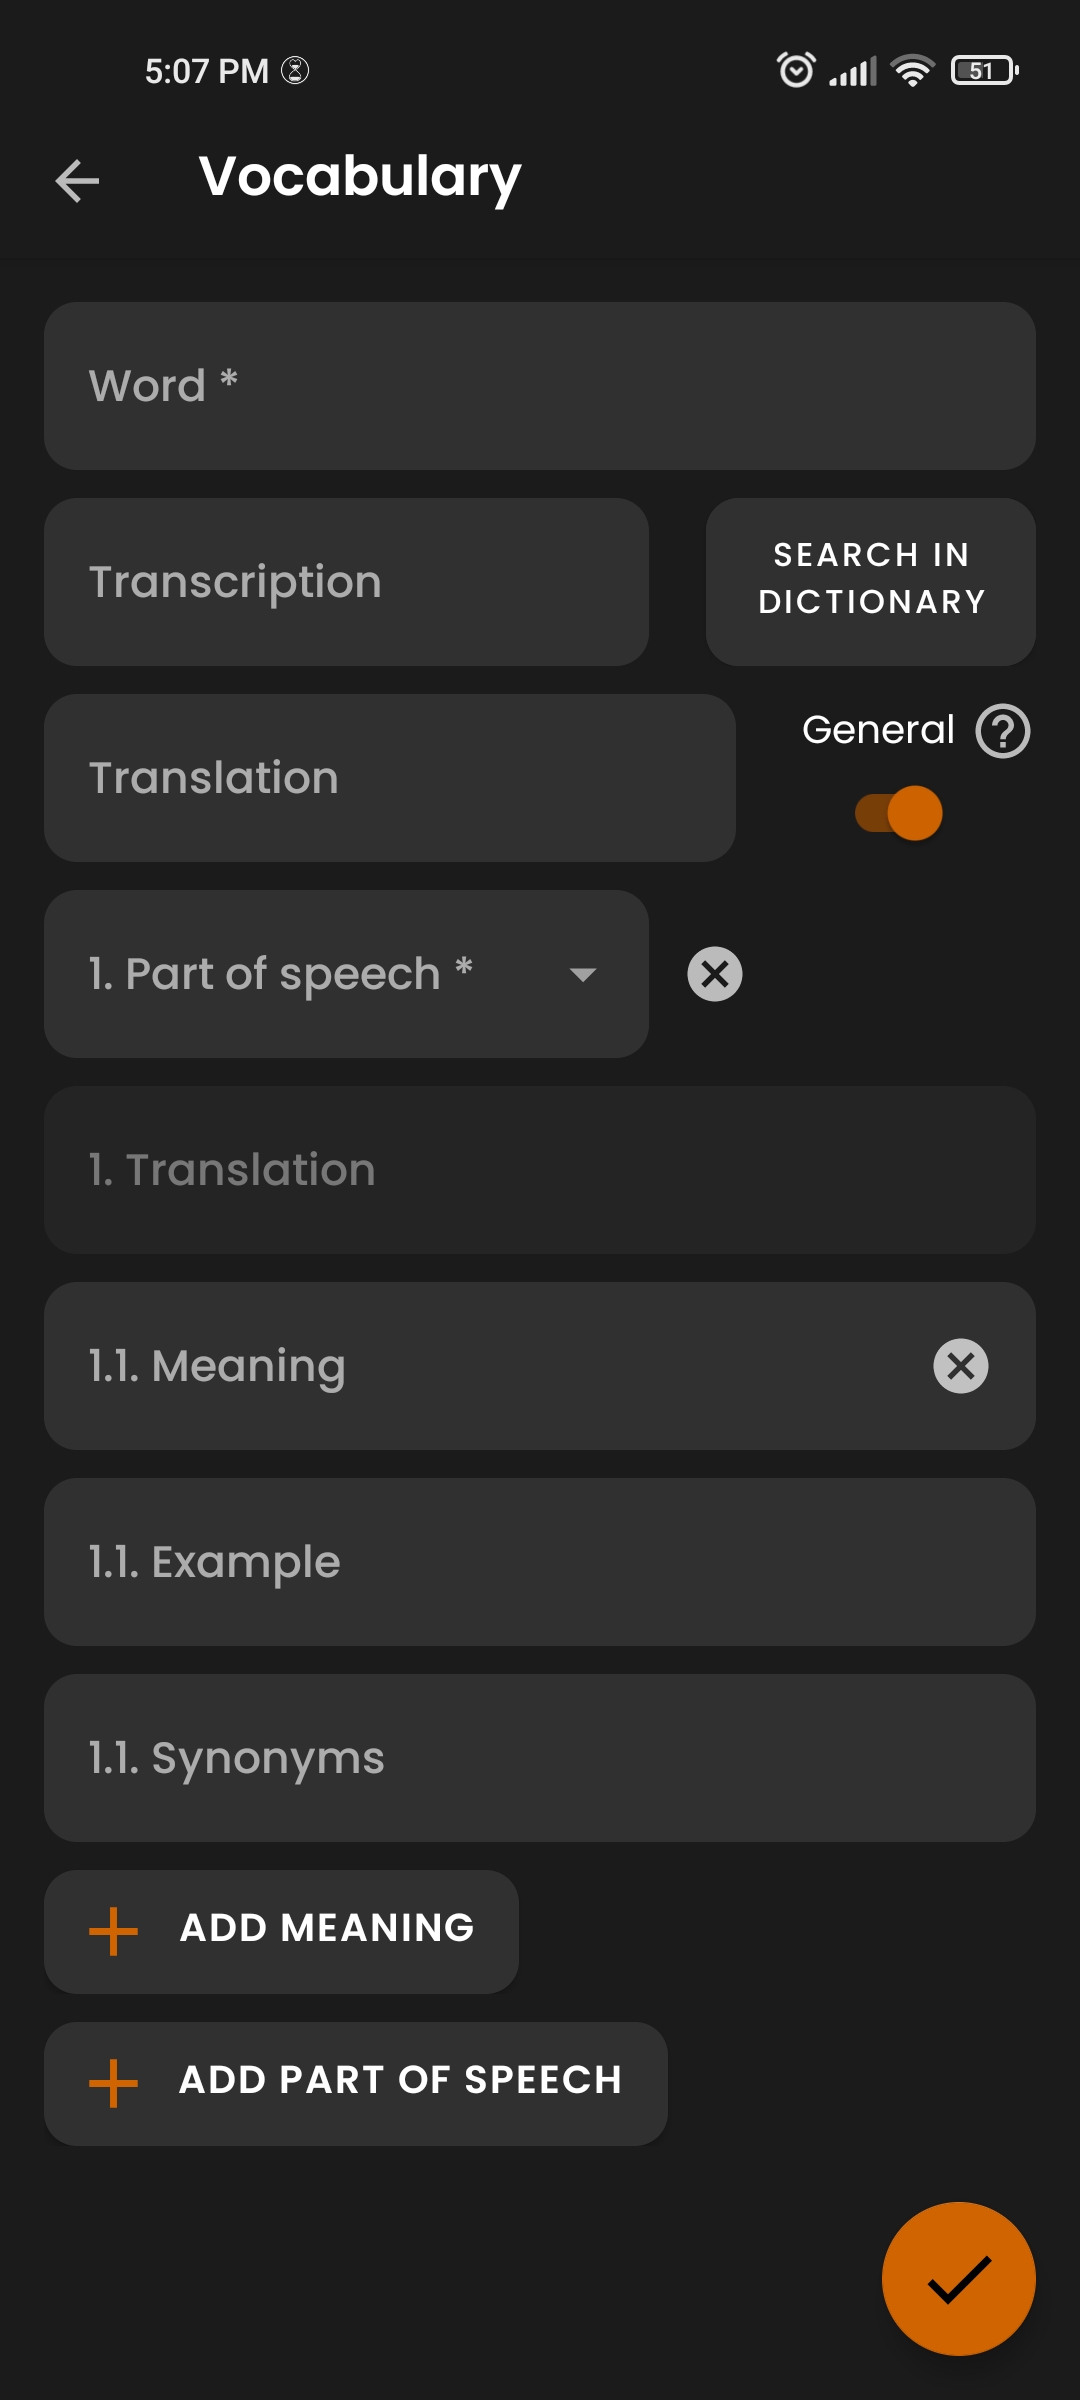 5:07 PM
51
Vocabulary
Word *
Transcription
SEARCH IN
DICTIONARY
Translation
General
1. Part of speech *
1. Translation
1.1. Meaning
1.1. Example
1.1. Synonyms
ADD MEANING
ADD PART OF SPEECH